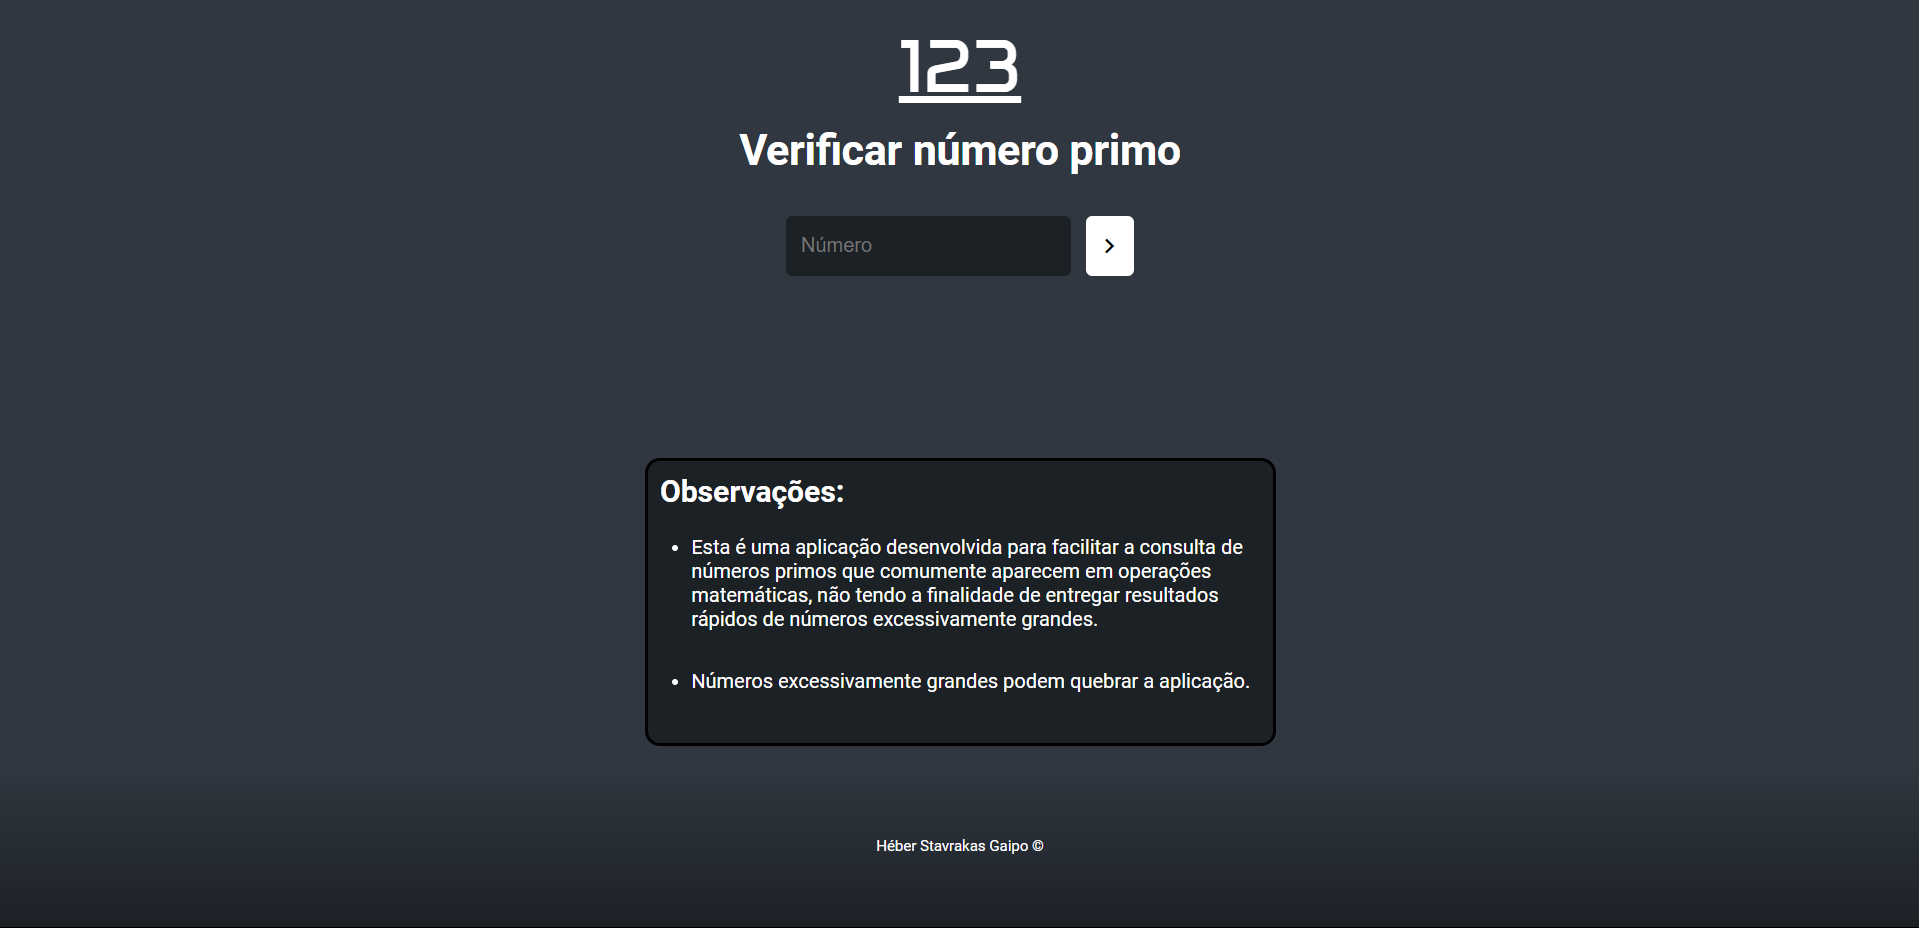 123
Verificar número primo
Número
Observações:
• Esta é uma aplicação desenvolvida para facilitar a consulta de
números primos que comumente aparecem em operações
matemáticas, não tendo a finalidade de entregar resultados
rápidos de números excessivamente grandes.
• Números excessivamente grandes podem quebrar a aplicação.
Héber Stavrakas Gaipo ©